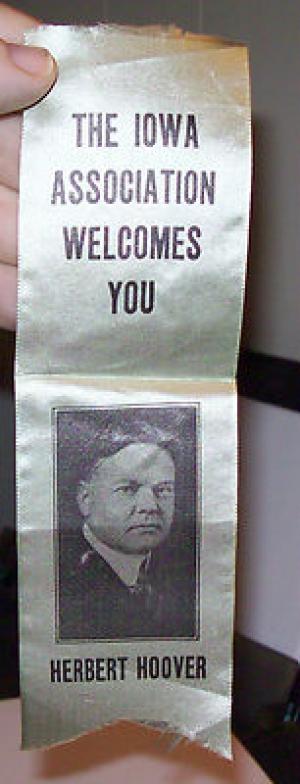 THE IOWA
ASSOCIATION
WELCOMES
YOU
HERBERT HOOVER